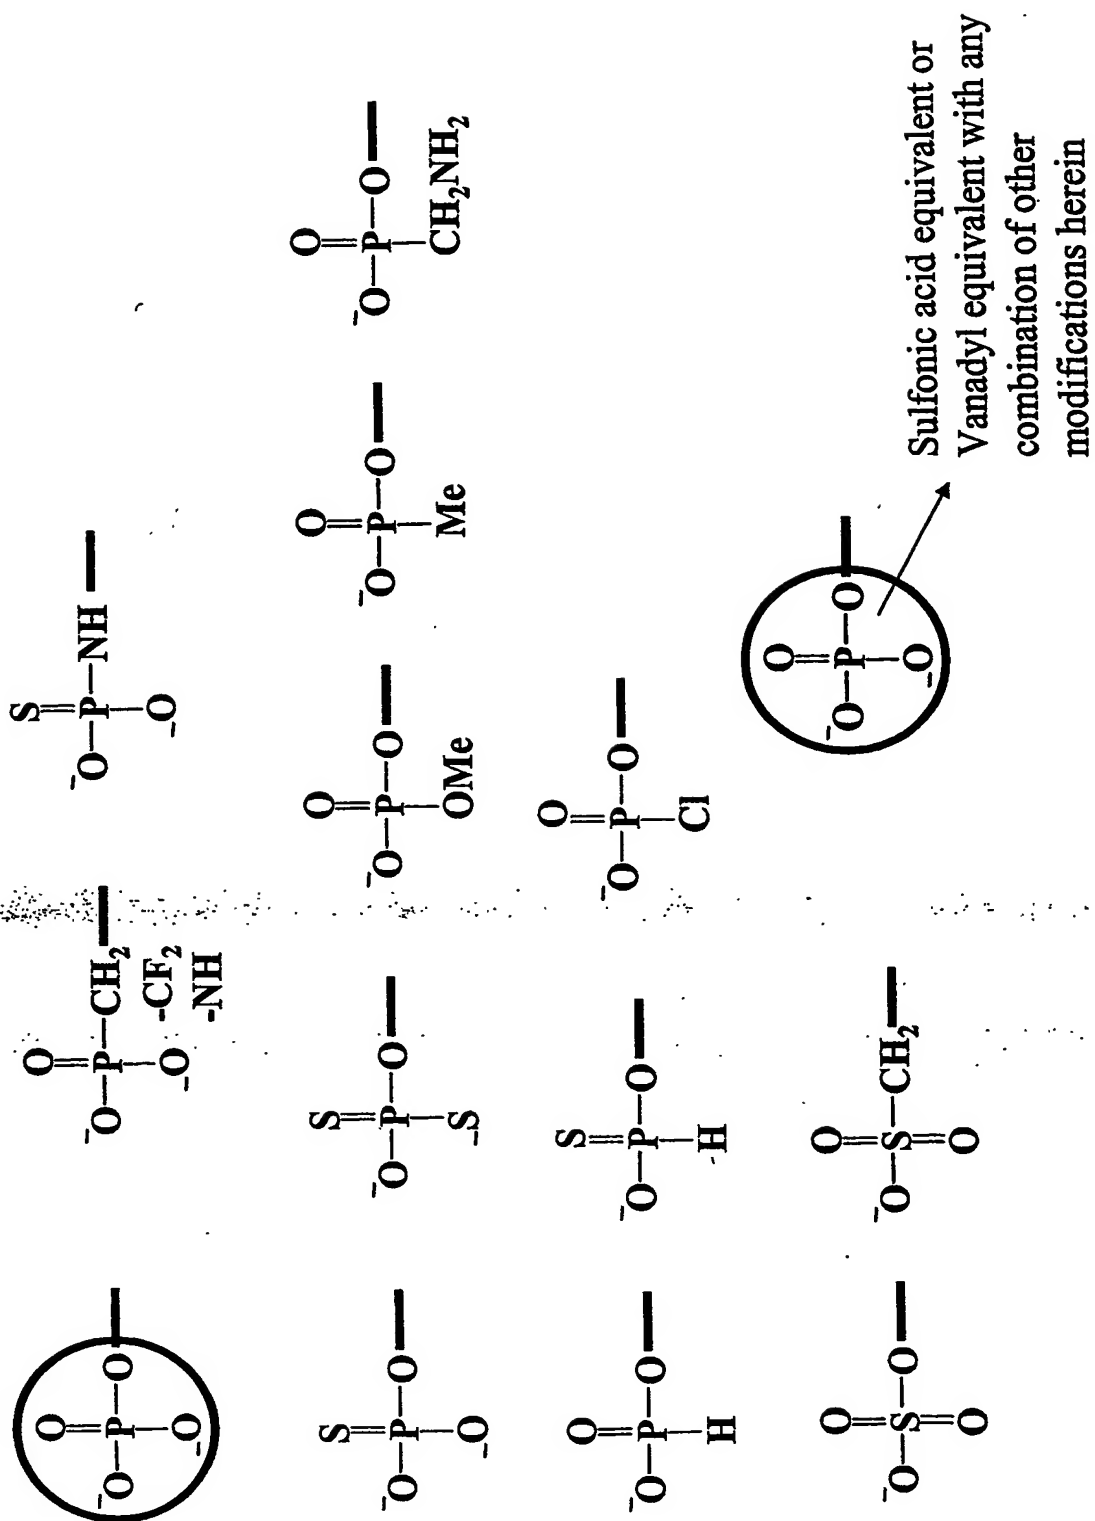 O O S
⁻O–P–O ⁻O–P–CH₂ ⁻O–P–NH
⁻O ⁻O -CF₂ ⁻O
-NH
S S O O O
⁻O–P–O ⁻O–P–O ⁻O–P–O ⁻O–P–O ⁻O–P–O
⁻O ⁻S OMe Me CH₂NH₂
O S O
⁻O–P–O ⁻O–P–O ⁻O–P–O
H H Cl
O O O
⁻O–S–O ⁻O–S–CH₂ ⁻O–P–O
O O ⁻O
Sulfonic acid equivalent or
Vanadyl equivalent with any
combination of other
modifications herein